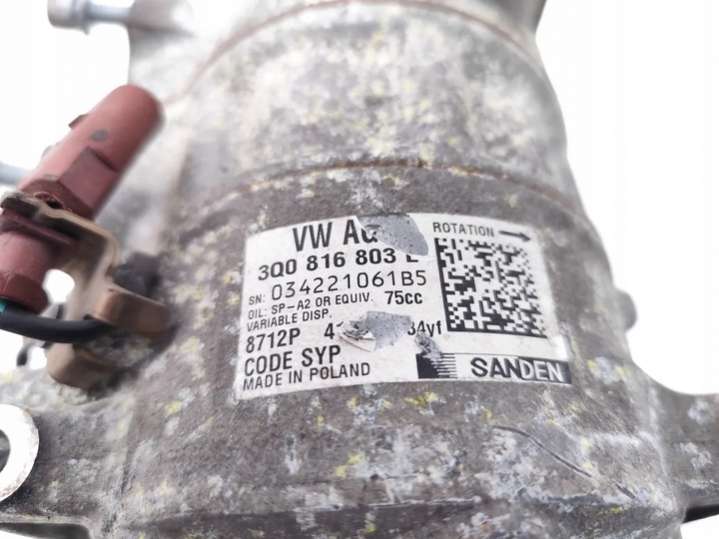 VW AG
ROTATION
3Q0 816 803
SN: 034221061B5
OIL: SP-A2 OR EQUIV. 75cc
VARIABLE DISP.
8712P
CODE SYP
SANDEN
MADE IN POLAND